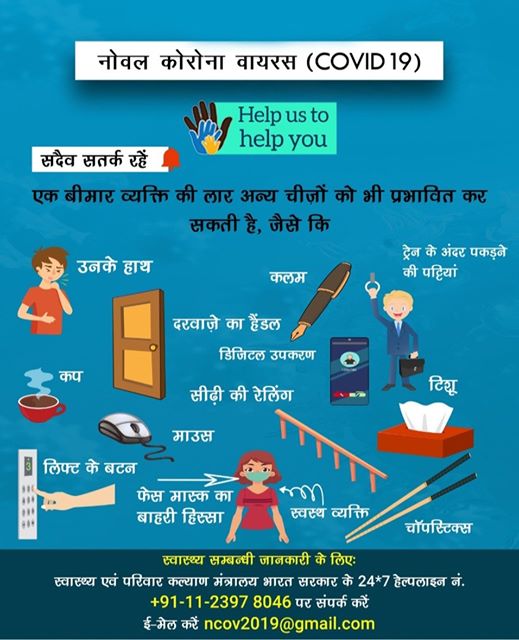 नोवल कोरोना वायरस (COVID 19)
Help us to
help you
सदैव सतर्क रहें
एक बीमार व्यक्ति की लार अन्य चीज़ों को भी प्रभावित कर
सकती है, जैसे कि
उनके हाथ
कलम
ट्रेन के अंदर पकड़ने
की पट्टियां
दरवाज़े का हैंडल
डिजिटल उपकरण
कप
सीढ़ी की रेलिंग
टिशू
माउस
लिफ्ट के बटन
फेस मास्क का
बाहरी हिस्सा
स्वस्थ व्यक्ति
चॉपस्टिक्स
स्वास्थ्य सम्बन्धी जानकारी के लिए:
स्वास्थ्य एवं परिवार कल्याण मंत्रालय भारत सरकार के 24*7 हेल्पलाइन नं.
+91-11-2397 8046 पर संपर्क करें
ई-मेल करें ncov2019@gmail.com